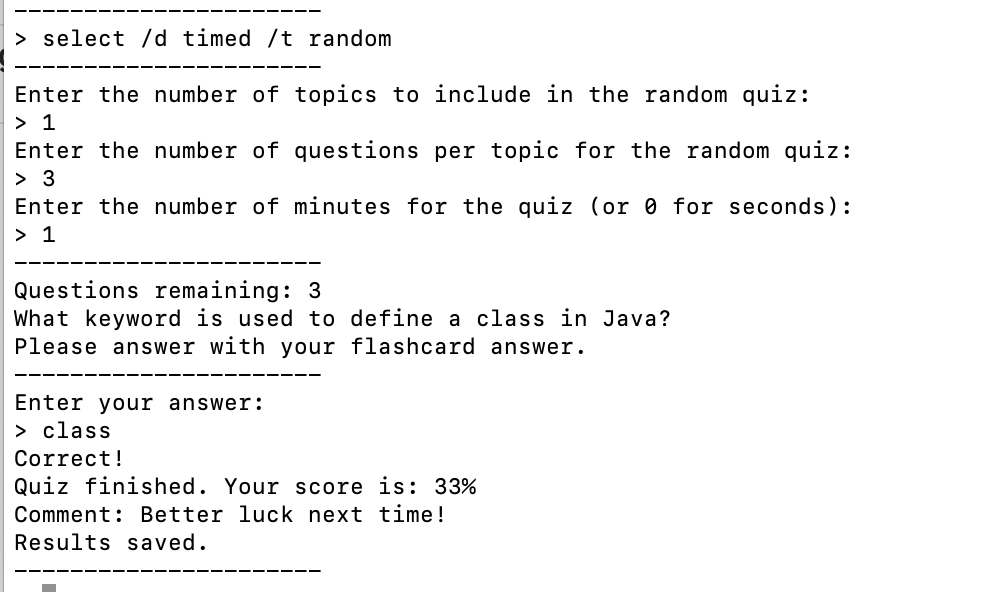 ----------------------
> select /d timed /t random
----------------------
Enter the number of topics to include in the random quiz:
> 1
Enter the number of questions per topic for the random quiz:
> 3
Enter the number of minutes for the quiz (or 0 for seconds):
> 1
----------------------
Questions remaining: 3
What keyword is used to define a class in Java?
Please answer with your flashcard answer.
----------------------
Enter your answer:
> class
Correct!
Quiz finished. Your score is: 33%
Comment: Better luck next time!
Results saved.
----------------------